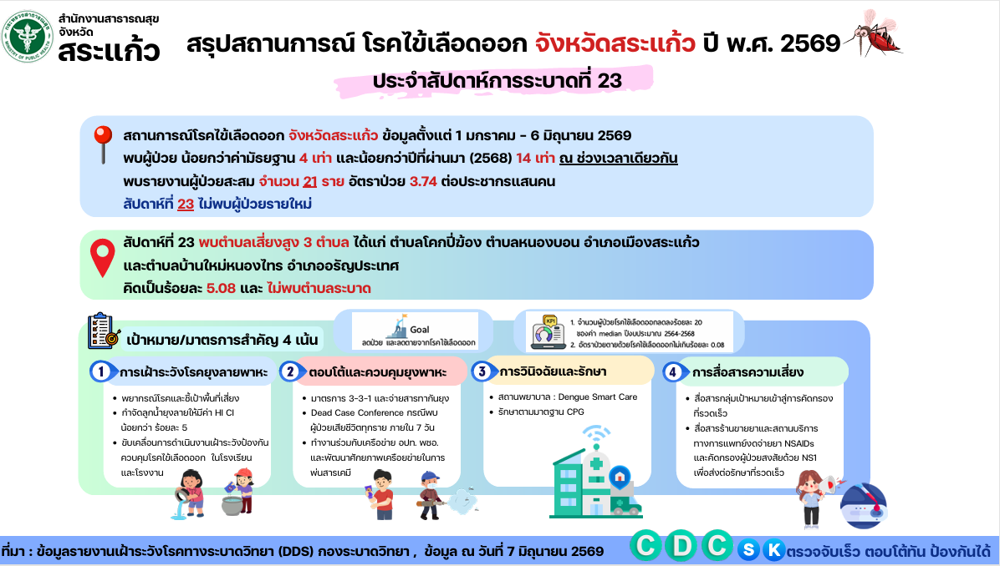 สำนักงานสาธารณสุข
จังหวัด
สระแก้ว
กระทรวงสาธารณสุข
MINISTRY OF PUBLIC HEALTH
สรุปสถานการณ์ โรคไข้เลือดออก จังหวัดสระแก้ว ปี พ.ศ. 2569
ประจำสัปดาห์การระบาดที่ 23
สถานการณ์โรคไข้เลือดออก จังหวัดสระแก้ว ข้อมูลตั้งแต่ 1 มกราคม - 6 มิถุนายน 2569
พบผู้ป่วย น้อยกว่าค่ามัธยฐาน 4 เท่า และน้อยกว่าปีที่ผ่านมา (2568) 14 เท่า ณ ช่วงเวลาเดียวกัน
พบรายงานผู้ป่วยสะสม จำนวน 21 ราย อัตราป่วย 3.74 ต่อประชากรแสนคน
สัปดาห์ที่ 23 ไม่พบผู้ป่วยรายใหม่
สัปดาห์ที่ 23 พบตำบลเสี่ยงสูง 3 ตำบล ได้แก่ ตำบลโคกปี่ฆ้อง ตำบลหนองบอน อำเภอเมืองสระแก้ว
และตำบลบ้านใหม่หนองไทร อำเภออรัญประเทศ
คิดเป็นร้อยละ 5.08 และ ไม่พบตำบลระบาด
เป้าหมาย/มาตรการสำคัญ 4 เน้น
Goal
ลดป่วย และลดตายจากโรคไข้เลือดออก
KPI
1. จำนวนผู้ป่วยโรคไข้เลือดออกลดลงร้อยละ 20
ของค่า median ปีงบประมาณ 2564-2568
2. อัตราป่วยตายด้วยโรคไข้เลือดออกไม่เกินร้อยละ 0.08
1 การเฝ้าระวังโรคยุงลายพาหะ
• พยากรณ์โรคและชี้เป้าพื้นที่เสี่ยง
• กำจัดลูกน้ำยุงลายให้มีค่า HI CI
น้อยกว่า ร้อยละ 5
• ขับเคลื่อนการดำเนินงานเฝ้าระวังป้องกัน
ควบคุมโรคไข้เลือดออก ในโรงเรียน
และโรงงาน
2 ตอบโต้และควบคุมยุงพาหะ
• มาตรการ 3-3-1 และจ่ายสารทากันยุง
• Dead Case Conference กรณีพบ
ผู้ป่วยเสียชีวิตทุกราย ภายใน 7 วัน
• ทำงานร่วมกับเครือข่าย อปท. พชอ.
และพัฒนาศักยภาพเครือยข่ายในการ
พ่นสารเคมี
3 การวินิจฉัยและรักษา
• สถานพยาบาล : Dengue Smart Care
• รักษาตามมาตฐาน CPG
4 การสื่อสารความเสี่ยง
• สื่อสารกลุ่มเป้าหมายเข้าสู่การคัดกรอง
ที่รวดเร็ว
• สื่อสารร้านขายยาและสถานบริการ
ทางการแพทย์งดจ่ายยา NSAIDs
และคัดกรองผู้ป่วยสงสัยด้วย NS1
เพื่อส่งต่อรักษาที่รวดเร็ว
ที่มา : ข้อมูลรายงานเฝ้าระวังโรคทางระบาดวิทยา (DDS) กองระบาดวิทยา , ข้อมูล ณ วันที่ 7 มิถุนายน 2569
C D C S K ตรวจจับเร็ว ตอบโต้ทัน ป้องกันได้